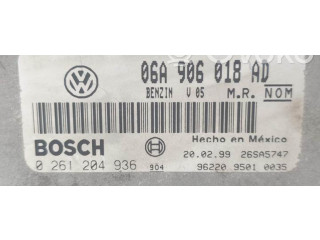 06A 906 018 AD
BENZIN V05 M.R. NOM
BOSCH
Hecho en México
0 261 204 936 904
20.02.99 26SA5747
96220 9501 0035